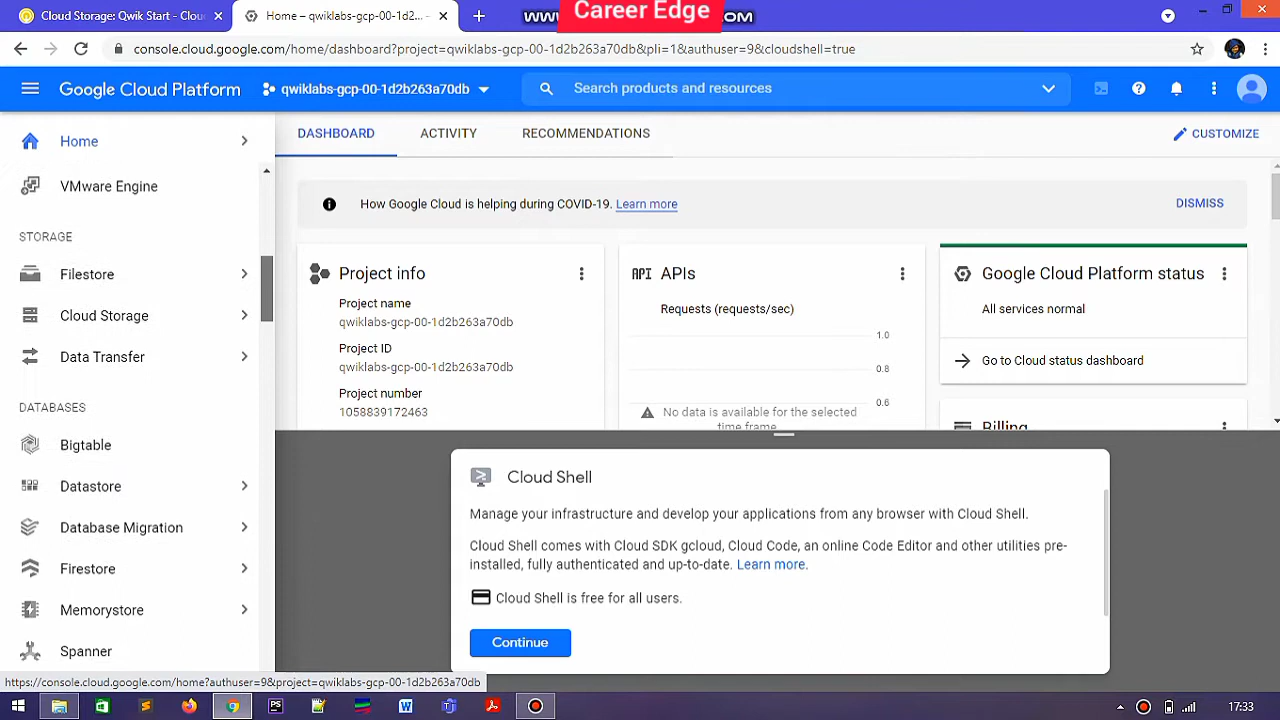 Cloud Storage: Qwik Start - Cloud
Home – qwiklabs-gcp-00-1d2b263a70db
Career Edge
console.cloud.google.com/home/dashboard?project=qwiklabs-gcp-00-1d2b263a70db&pli=1&authuser=9&cloudshell=true
Google Cloud Platform
qwiklabs-gcp-00-1d2b263a70db
Search products and resources
Home
VMware Engine
STORAGE
Filestore
Cloud Storage
Data Transfer
DATABASES
Bigtable
Datastore
Database Migration
Firestore
Memorystore
Spanner
DASHBOARD
ACTIVITY
RECOMMENDATIONS
CUSTOMIZE
How Google Cloud is helping during COVID-19. Learn more
DISMISS
Project info
Project name
qwiklabs-gcp-00-1d2b263a70db
Project ID
qwiklabs-gcp-00-1d2b263a70db
Project number
1058839172463
API APIs
Requests (requests/sec)
1.0
0.8
0.6
No data is available for the selected
time frame.
Google Cloud Platform status
All services normal
Go to Cloud status dashboard
Billing
Cloud Shell
Manage your infrastructure and develop your applications from any browser with Cloud Shell.
Cloud Shell comes with Cloud SDK gcloud, Cloud Code, an online Code Editor and other utilities pre-
installed, fully authenticated and up-to-date. Learn more.
Cloud Shell is free for all users.
Continue
https://console.cloud.google.com/home?authuser=9&project=qwiklabs-gcp-00-1d2b263a70db
17:33